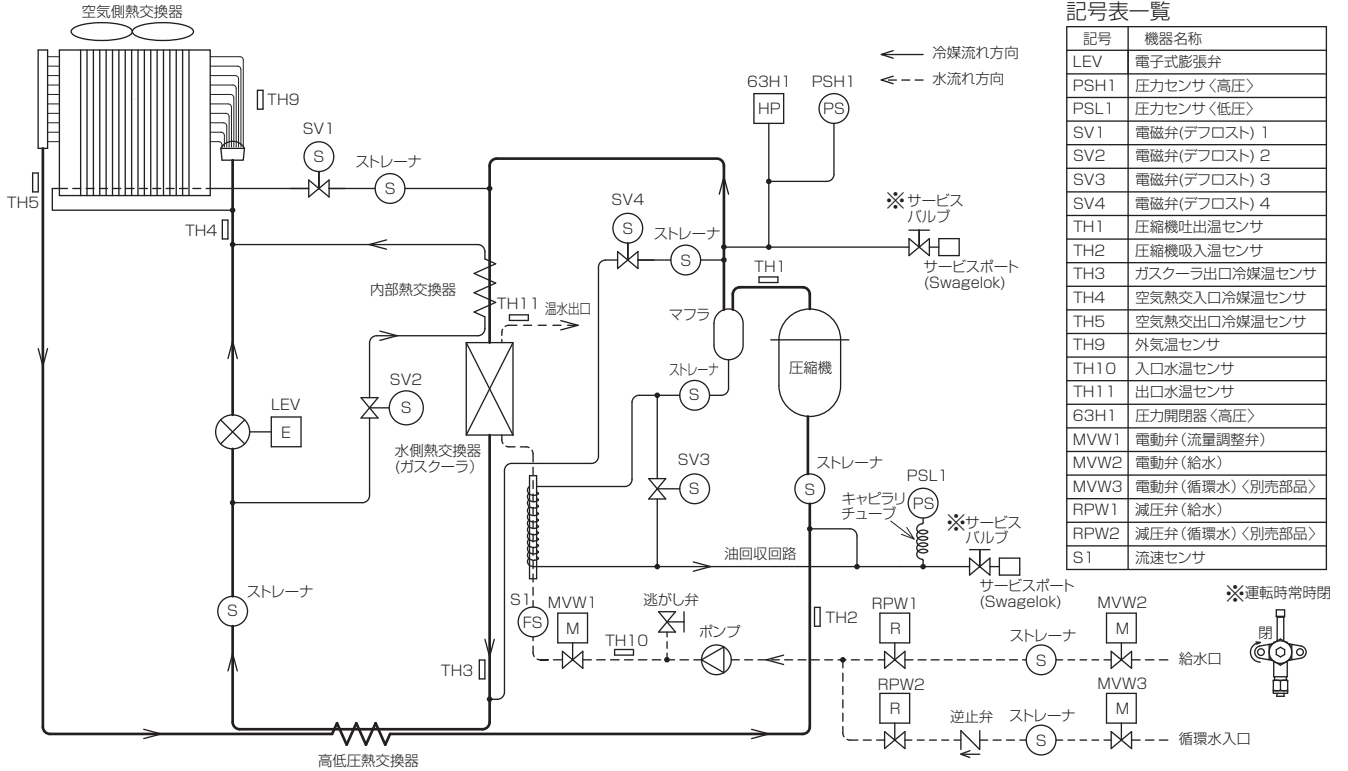 空気側熱交換器
TH9
SV1
S
ストレーナ
S
TH5
TH4
冷媒流れ方向
水流れ方向
63H1
HP
PSH1
PS
※サービス
バルブ
サービスポート
(Swagelok)
SV4
S
ストレーナ
S
TH1
内部熱交換器
TH11
温水出口
マフラ
圧縮機
ストレーナ
S
SV2
S
LEV
E
水側熱交換器
(ガスクーラ)
SV3
S
ストレーナ
S
PSL1
PS
キャピラリ
チューブ
※サービス
バルブ
サービスポート
(Swagelok)
油回収回路
ストレーナ
S
S1
FS
MVW1
M
逃がし弁
ポンプ
TH10
TH2
TH3
RPW1
R
ストレーナ
S
MVW2
M
給水口
RPW2
R
逆止弁
ストレーナ
S
MVW3
M
循環水入口
高低圧熱交換器
記号表一覧
記号 機器名称
LEV 電子式膨張弁
PSH1 圧力センサ〈高圧〉
PSL1 圧力センサ〈低圧〉
SV1 電磁弁(デフロスト) 1
SV2 電磁弁(デフロスト) 2
SV3 電磁弁(デフロスト) 3
SV4 電磁弁(デフロスト) 4
TH1 圧縮機吐出温センサ
TH2 圧縮機吸入温センサ
TH3 ガスクーラ出口冷媒温センサ
TH4 空気熱交入口冷媒温センサ
TH5 空気熱交出口冷媒温センサ
TH9 外気温センサ
TH10 入口水温センサ
TH11 出口水温センサ
63H1 圧力開閉器〈高圧〉
MVW1 電動弁(流量調整弁)
MVW2 電動弁(給水)
MVW3 電動弁(循環水)〈別売部品〉
RPW1 減圧弁(給水)
RPW2 減圧弁(循環水)〈別売部品〉
S1 流速センサ
※運転時常時閉
閉